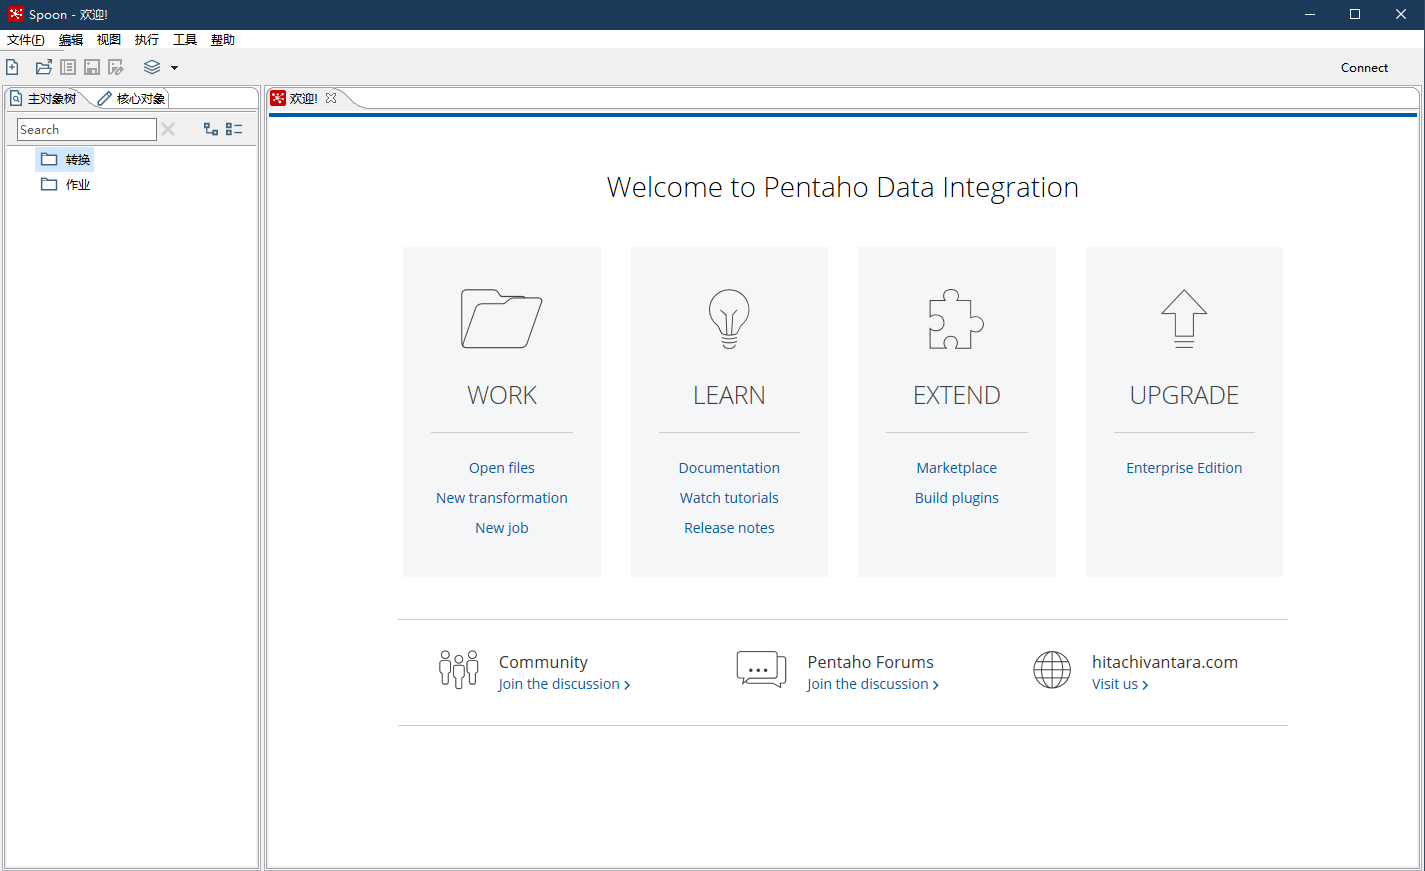 Spoon - 欢迎!
文件(F) 编辑 视图 执行 工具 帮助
Connect
主对象树 核心对象
欢迎!
Search
转换
作业
Welcome to Pentaho Data Integration
WORK
Open files
New transformation
New job
LEARN
Documentation
Watch tutorials
Release notes
EXTEND
Marketplace
Build plugins
UPGRADE
Enterprise Edition
Community
Join the discussion
Pentaho Forums
Join the discussion
hitachivantara.com
Visit us